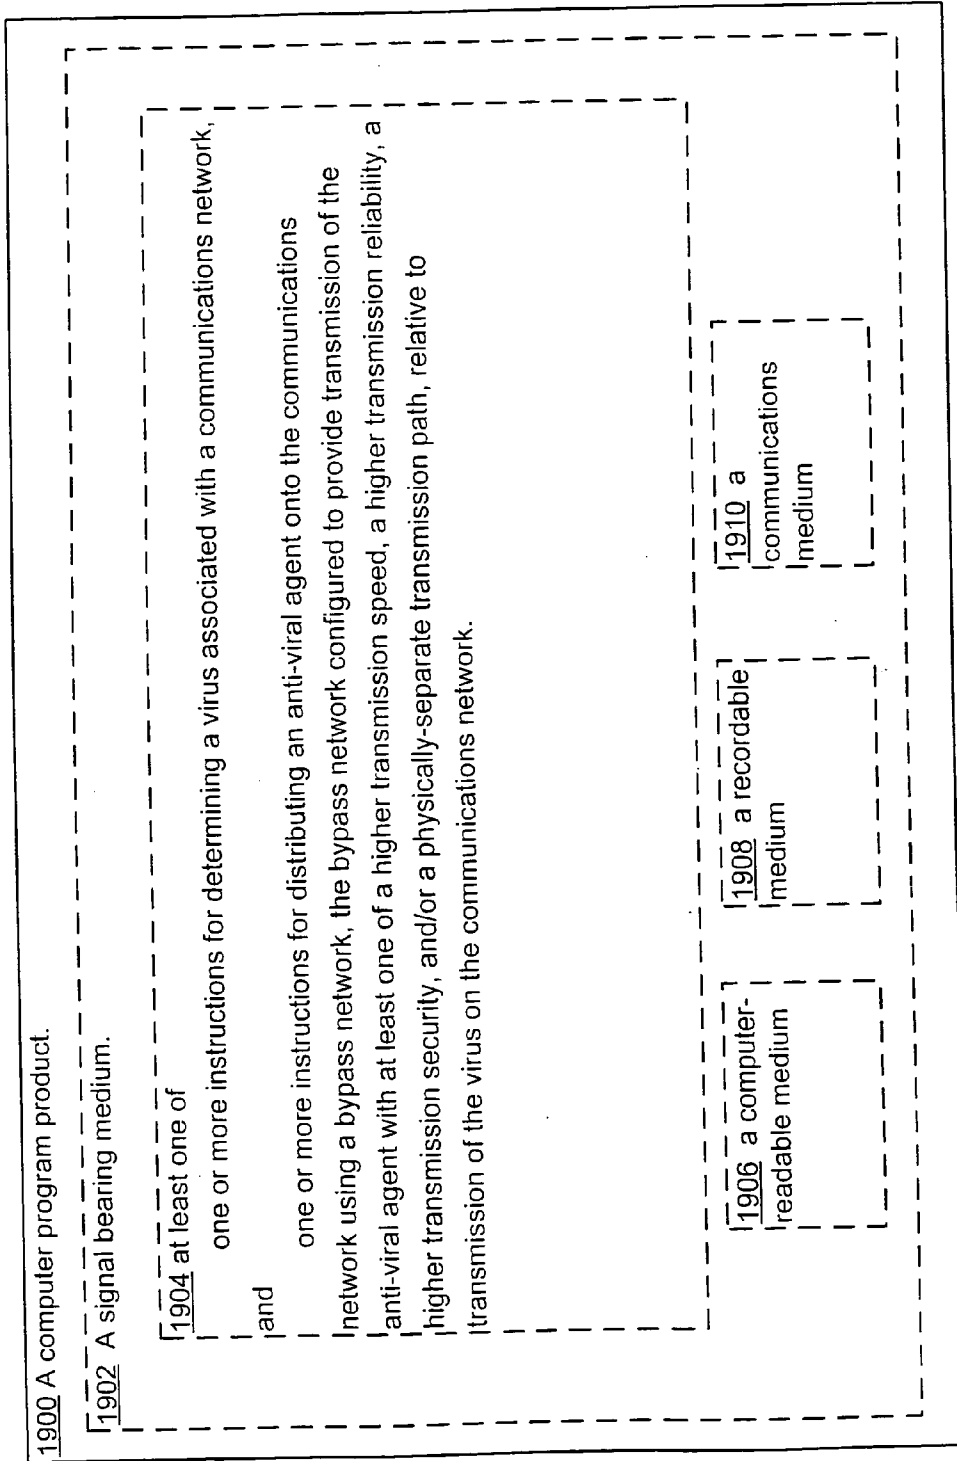 1900 A computer program product.
1902 A signal bearing medium.
1904 at least one of
one or more instructions for determining a virus associated with a communications network,
and
one or more instructions for distributing an anti-viral agent onto the communications
network using a bypass network, the bypass network configured to provide transmission of the
anti-viral agent with at least one of a higher transmission speed, a higher transmission reliability, a
higher transmission security, and/or a physically-separate transmission path, relative to
transmission of the virus on the communications network.
1906 a computer-
readable medium
1908 a recordable
medium
1910 a
communications
medium